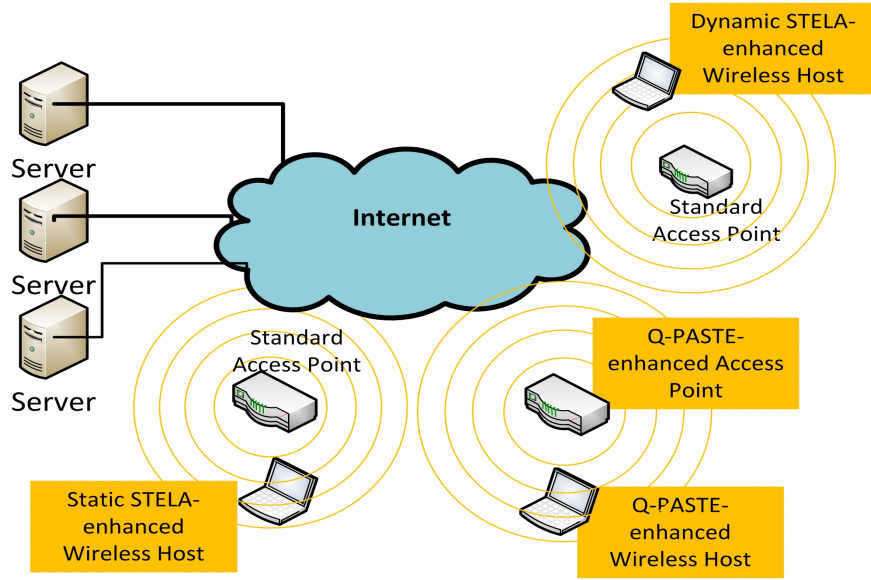 Dynamic STELA-
enhanced
Wireless Host
Server
Internet
Standard
Access Point
Server
Standard
Access Point
Q-PASTE-
enhanced Access
Point
Server
Static STELA-
enhanced
Wireless Host
Q-PASTE-
enhanced
Wireless Host